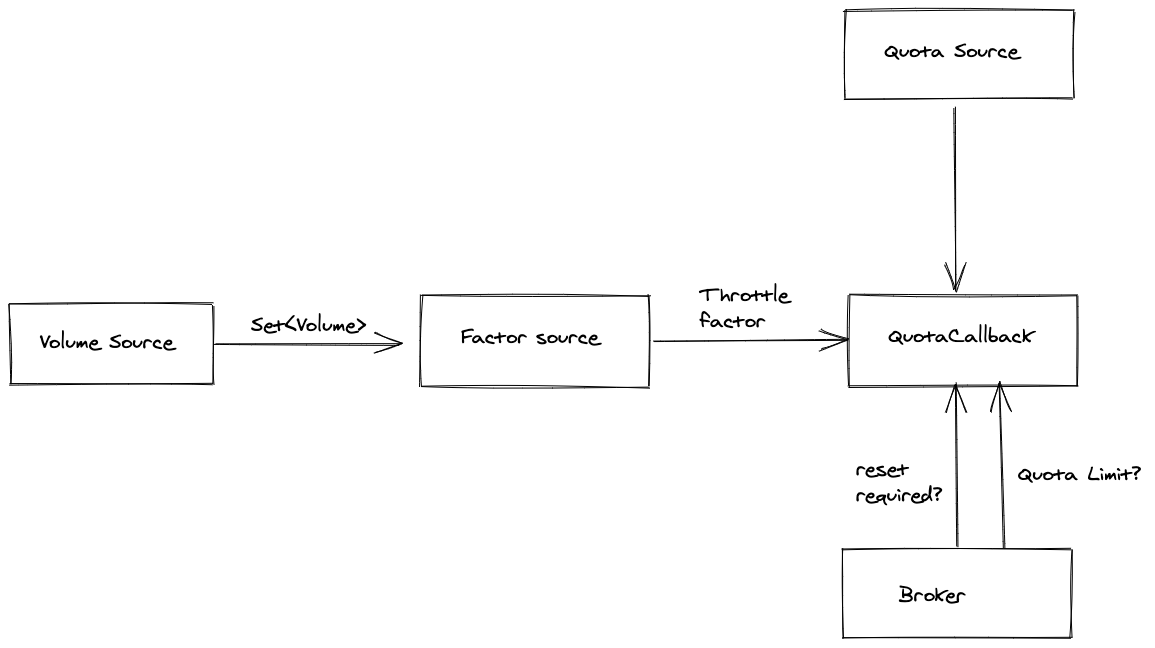 Quota Source
Throttle
factor
Set<Volume>
Volume Source
Factor source
QuotaCallback
reset
required?
Quota Limit?
Broker